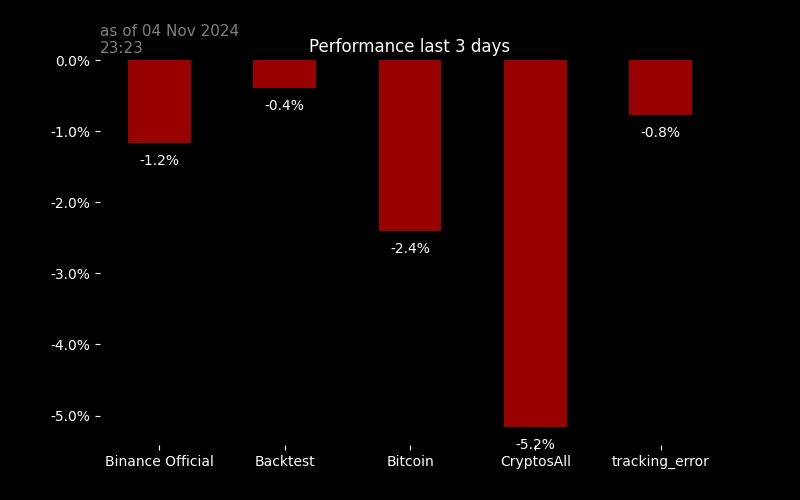 as of 04 Nov 2024
23:23
Performance last 3 days
0.0%
-1.0%
-2.0%
-3.0%
-4.0%
-5.0%
-1.2%
-0.4%
-2.4%
-5.2%
-0.8%
Binance Official
Backtest
Bitcoin
CryptosAll
tracking_error